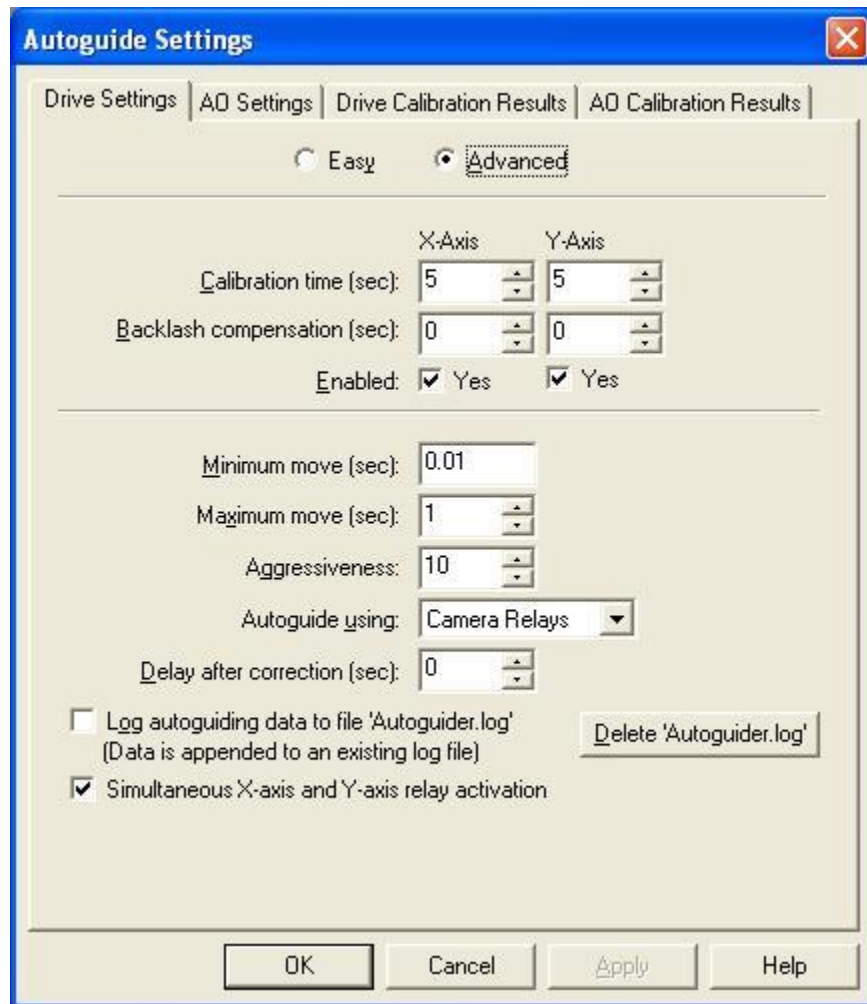 Autoguide Settings
Drive Settings AO Settings Drive Calibration Results AO Calibration Results
Easy Advanced
X-Axis Y-Axis
Calibration time (sec): 5 5
Backlash compensation (sec): 0 0
Enabled: Yes Yes
Minimum move (sec): 0.01
Maximum move (sec): 1
Aggressiveness: 10
Autoguide using: Camera Relays
Delay after correction (sec): 0
Log autoguiding data to file 'Autoguider.log'
(Data is appended to an existing log file)
Delete 'Autoguider.log'
Simultaneous X-axis and Y-axis relay activation
OK Cancel Apply Help